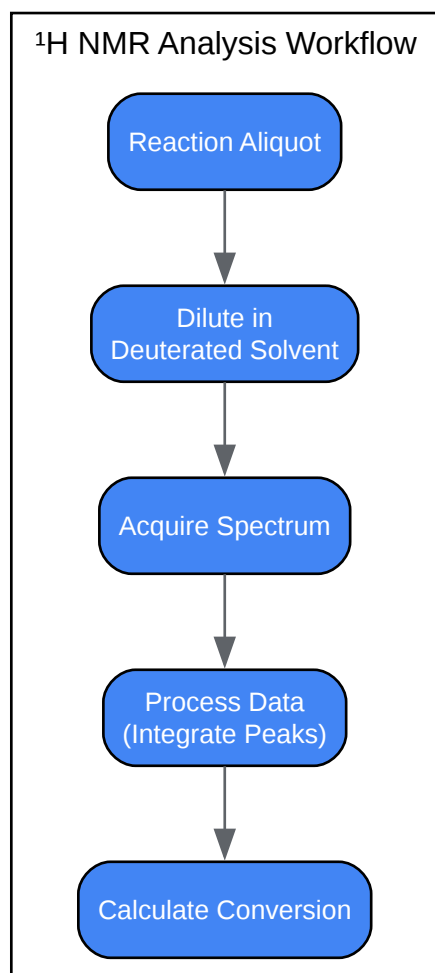 ¹H NMR Analysis Workflow
Reaction Aliquot
Dilute in
Deuterated Solvent
Acquire Spectrum
Process Data
(Integrate Peaks)
Calculate Conversion